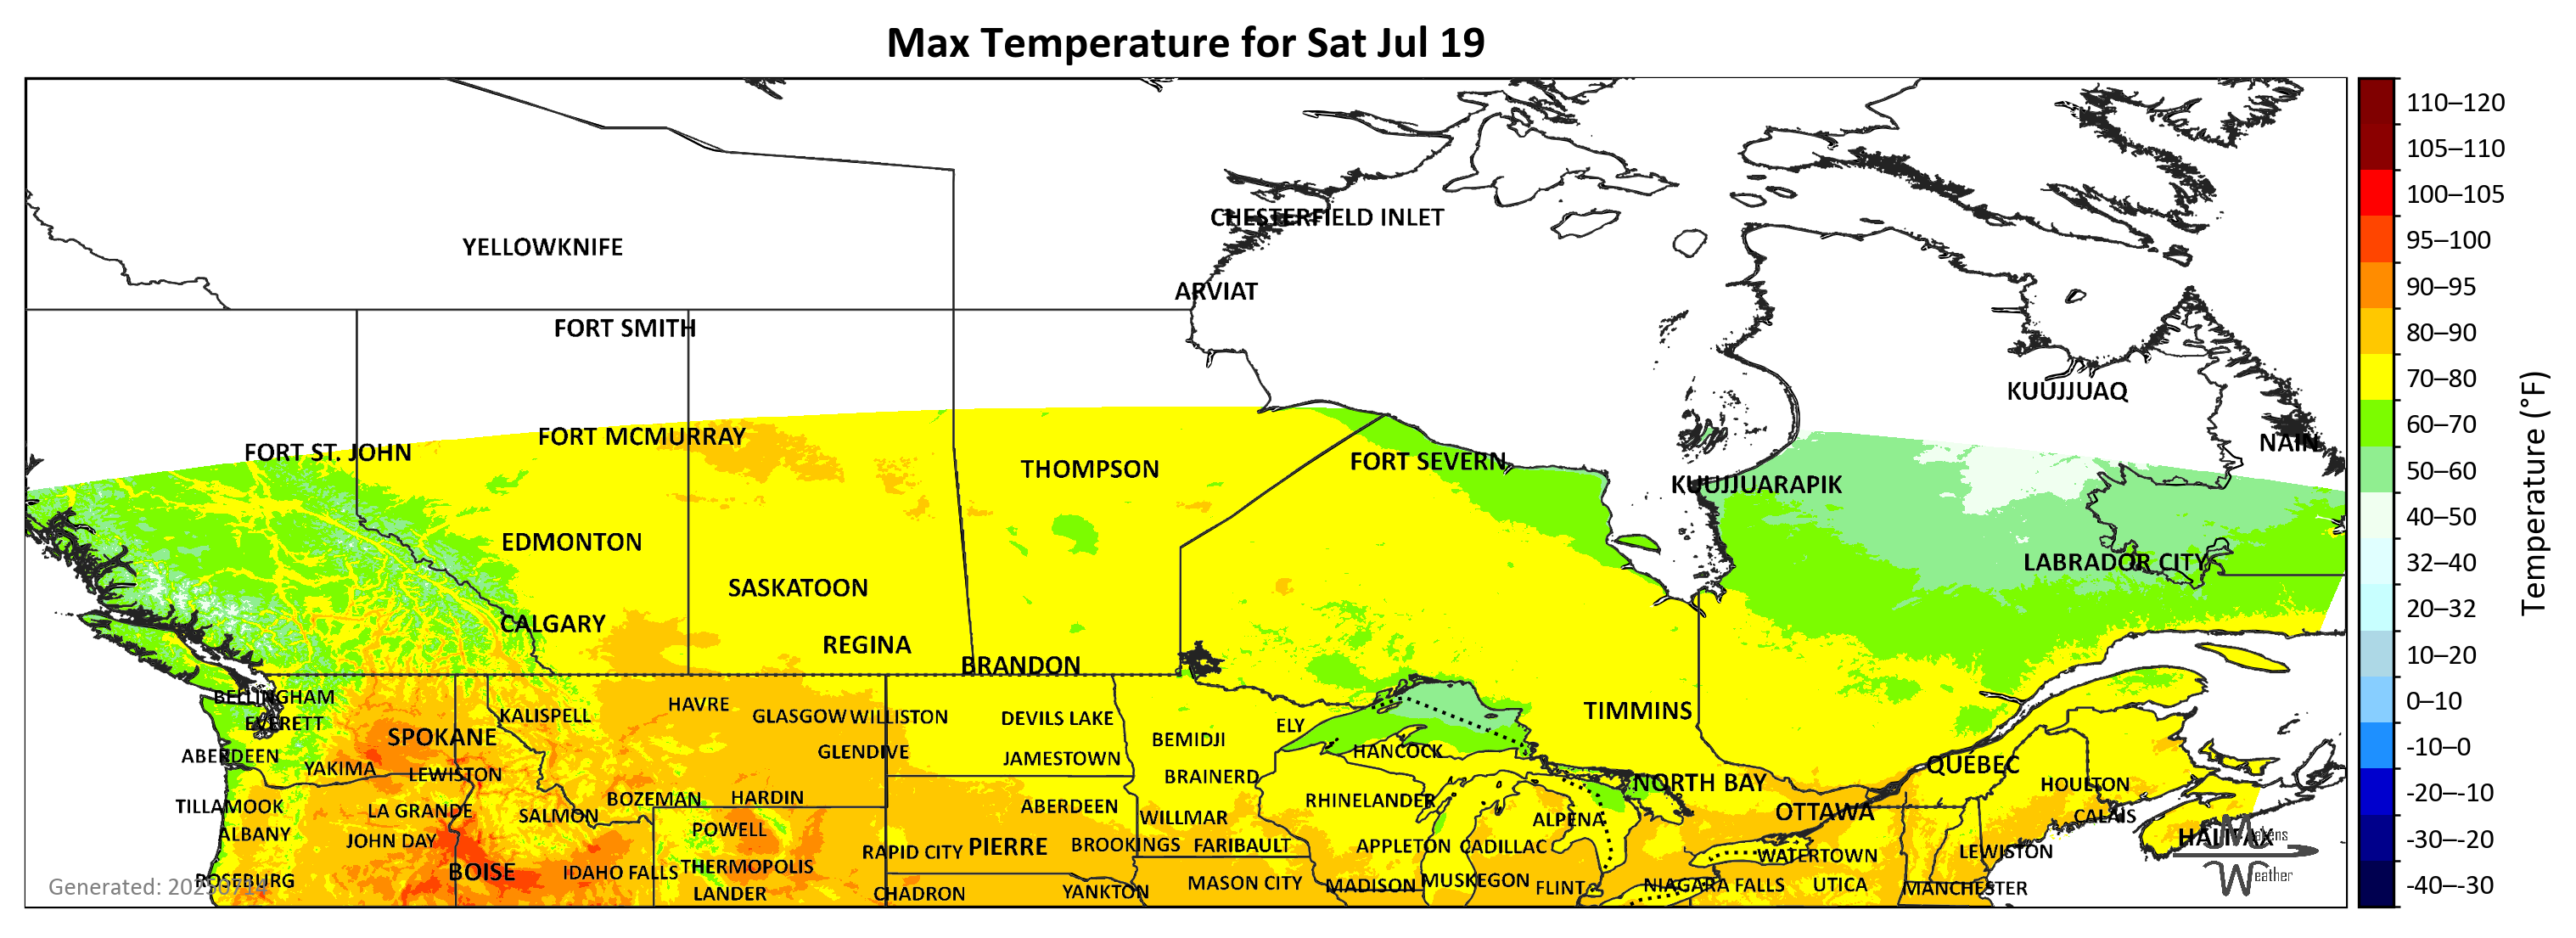 Max Temperature for Sat Jul 19
110–120
105–110
100–105
95–100
90–95
80–90
70–80
60–70
50–60
40–50
32–40
20–32
10–20
0–10
-10–0
-20–-10
-30–-20
-40–-30
Temperature (°F)
CHESTERFIELD INLET
YELLOWKNIFE
ARVIAT
FORT SMITH
KUUJJUAQ
FORT MCMURRAY
NAIN
FORT ST. JOHN
FORT SEVERN
THOMPSON
KUUJJUARAPIK
EDMONTON
LABRADOR CITY
SASKATOON
CALGARY
REGINA
BRANDON
BELLINGHAM
HAVRE
TIMMINS
KALISPELL
GLASGOW
WILLISTON
DEVILS LAKE
EVERETT
ELY
SPOKANE
BEMIDJI
GLENDIVE
HANCOCK
ABERDEEN
JAMESTOWN
QUÉBEC
YAKIMA
LEWISTON
BRAINERD
NORTH BAY
HOULTON
BOZEMAN
HARDIN
RHINELANDER
TILLAMOOK
ABERDEEN
LA GRANDE
OTTAWA
SALMON
CALAIS
WILLMAR
ALPENA
POWELL
ALBANY
HALIFAX
JOHN DAY
BROOKINGS
FARIBAULT
APPLETON
CADILLAC
PIERRE
RAPID CITY
LEWISTON
WATERTOWN
THERMOPOLIS
BOISE
IDAHO FALLS
ROSEBURG
MUSKEGON
MASON CITY
MADISON
FLINT
NIAGARA FALLS
UTICA
MANCHESTER
YANKTON
LANDER
CHADRON
Generated: 20250714
Makens
Weather